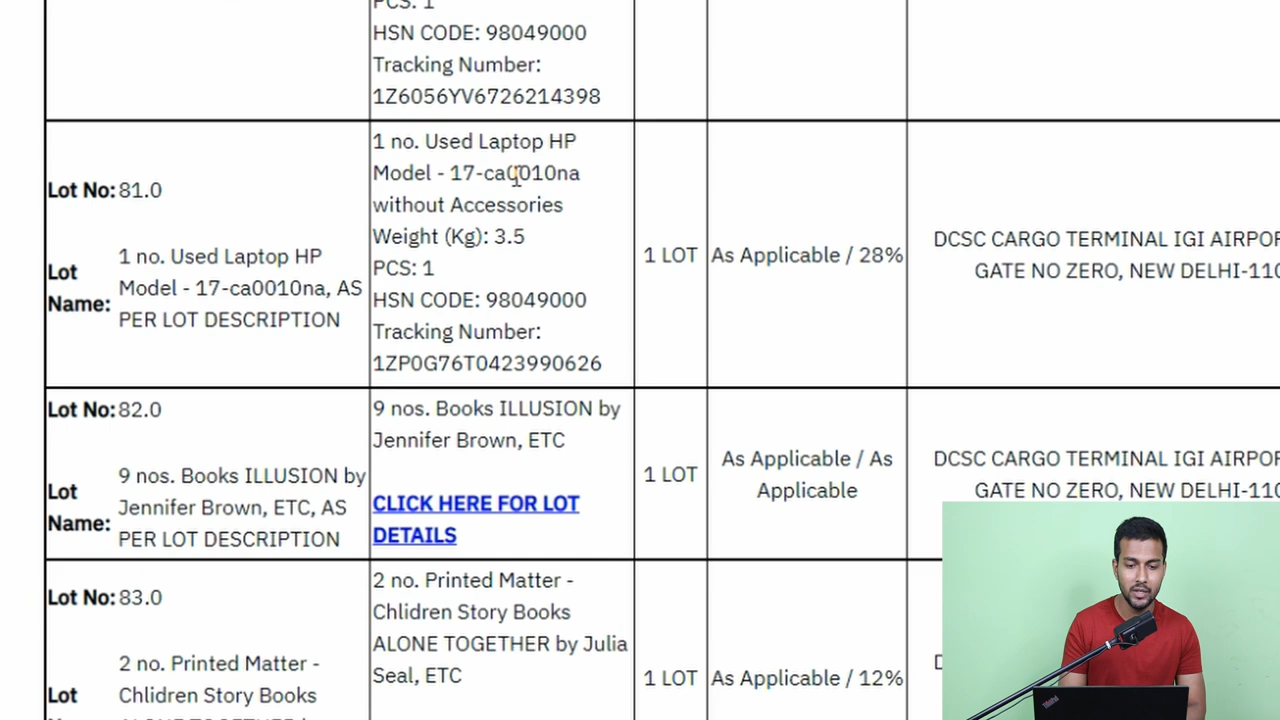 PCS: 1
HSN CODE: 98049000
Tracking Number:
1Z6056YV6726214398
Lot No: 81.0
Lot Name: 1 no. Used Laptop HP
Model - 17-ca0010na, AS
PER LOT DESCRIPTION
1 no. Used Laptop HP
Model - 17-ca0010na
without Accessories
Weight (Kg): 3.5
PCS: 1
HSN CODE: 98049000
Tracking Number:
1ZP0G76T0423990626
1 LOT
As Applicable / 28%
DCSC CARGO TERMINAL IGI AIRPOR
GATE NO ZERO, NEW DELHI-110
Lot No: 82.0
Lot Name: 9 nos. Books ILLUSION by
Jennifer Brown, ETC, AS
PER LOT DESCRIPTION
9 nos. Books ILLUSION by
Jennifer Brown, ETC
CLICK HERE FOR LOT
DETAILS
1 LOT
As Applicable / As
Applicable
DCSC CARGO TERMINAL IGI AIRPOR
GATE NO ZERO, NEW DELHI-110
Lot No: 83.0
Lot
2 no. Printed Matter -
Chlidren Story Books
2 no. Printed Matter -
Chlidren Story Books
ALONE TOGETHER by Julia
Seal, ETC
1 LOT
As Applicable / 12%